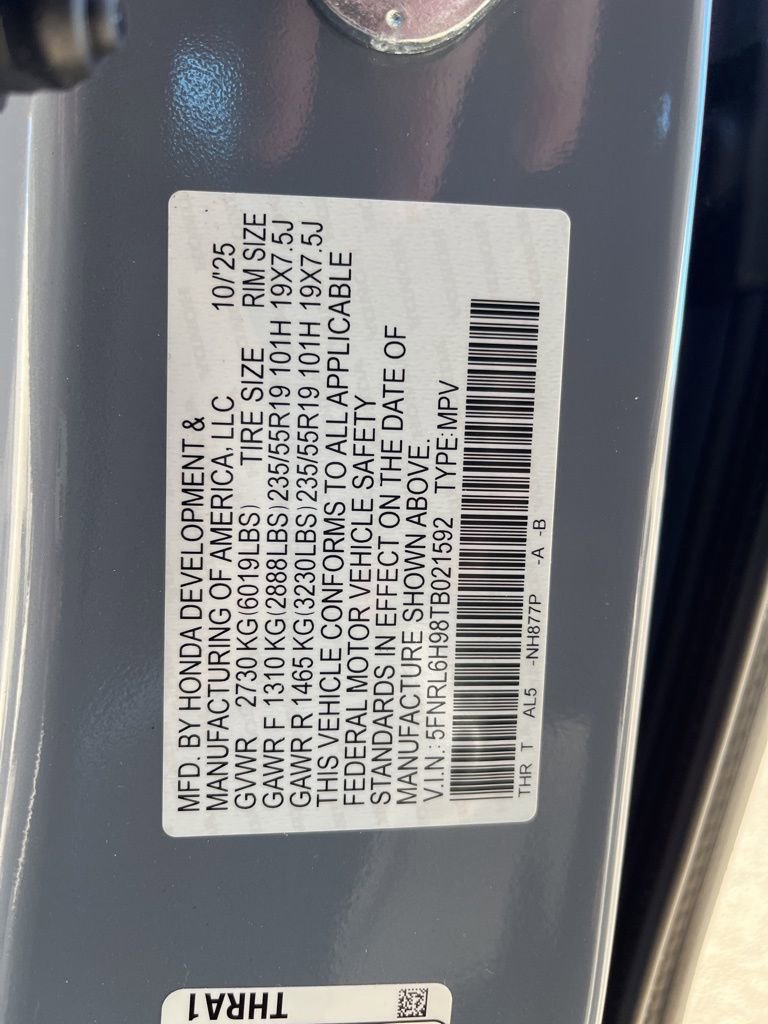 MFD. BY HONDA DEVELOPMENT &
MANUFACTURING OF AMERICA, LLC 10/'25
GVWR 2730 KG(6019LBS) TIRE SIZE RIM SIZE
GAWR F 1310 KG(2888LBS)235/55R19 101H 19X7.5J
GAWR R 1465 KG(3230LBS)235/55R19 101H 19X7.5J
THIS VEHICLE CONFORMS TO ALL APPLICABLE
FEDERAL MOTOR VEHICLE SAFETY
STANDARDS IN EFFECT ON THE DATE OF
MANUFACTURE SHOWN ABOVE.
V.I.N.: 5FNRL6H98TB021592 TYPE:MPV
THR T AL5 -NH877P -A -B
THRA1